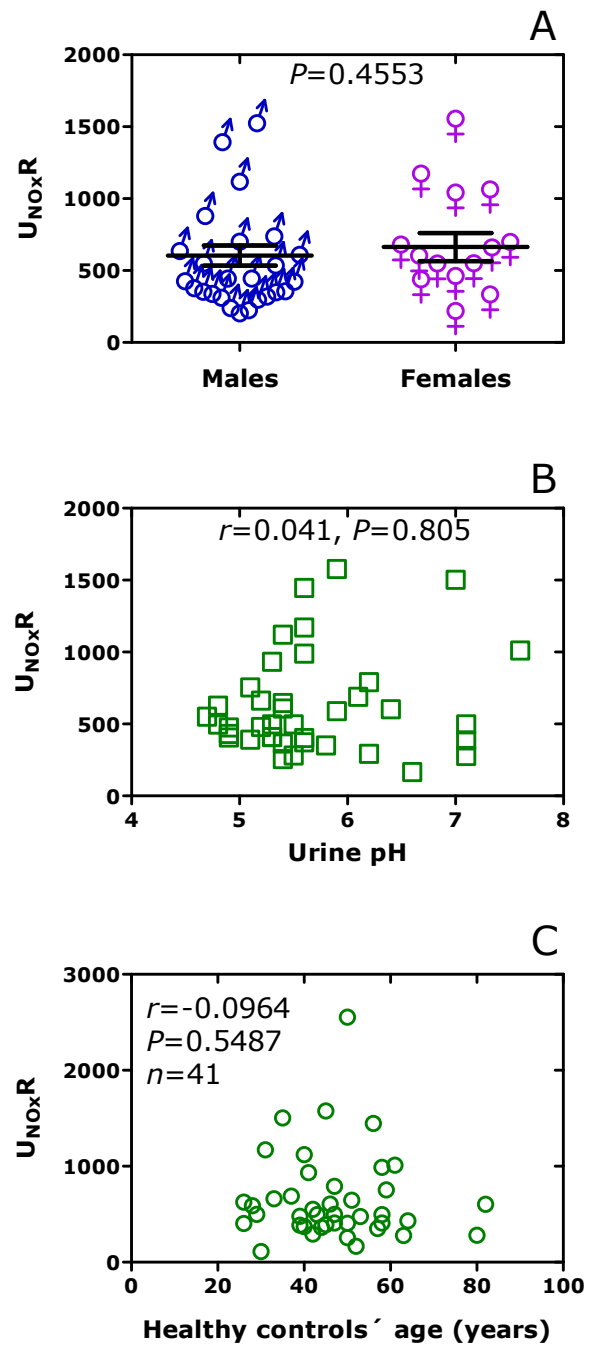 A
P=0.4553
2000
1500
1000
500
0
UNOxR
Males Females
B
r=0.041, P=0.805
2000
1500
1000
500
0
UNOxR
4 5 6 7 8
Urine pH
C
r=-0.0964
P=0.5487
n=41
3000
2000
1000
0
UNOxR
0 20 40 60 80 100
Healthy controls´ age (years)